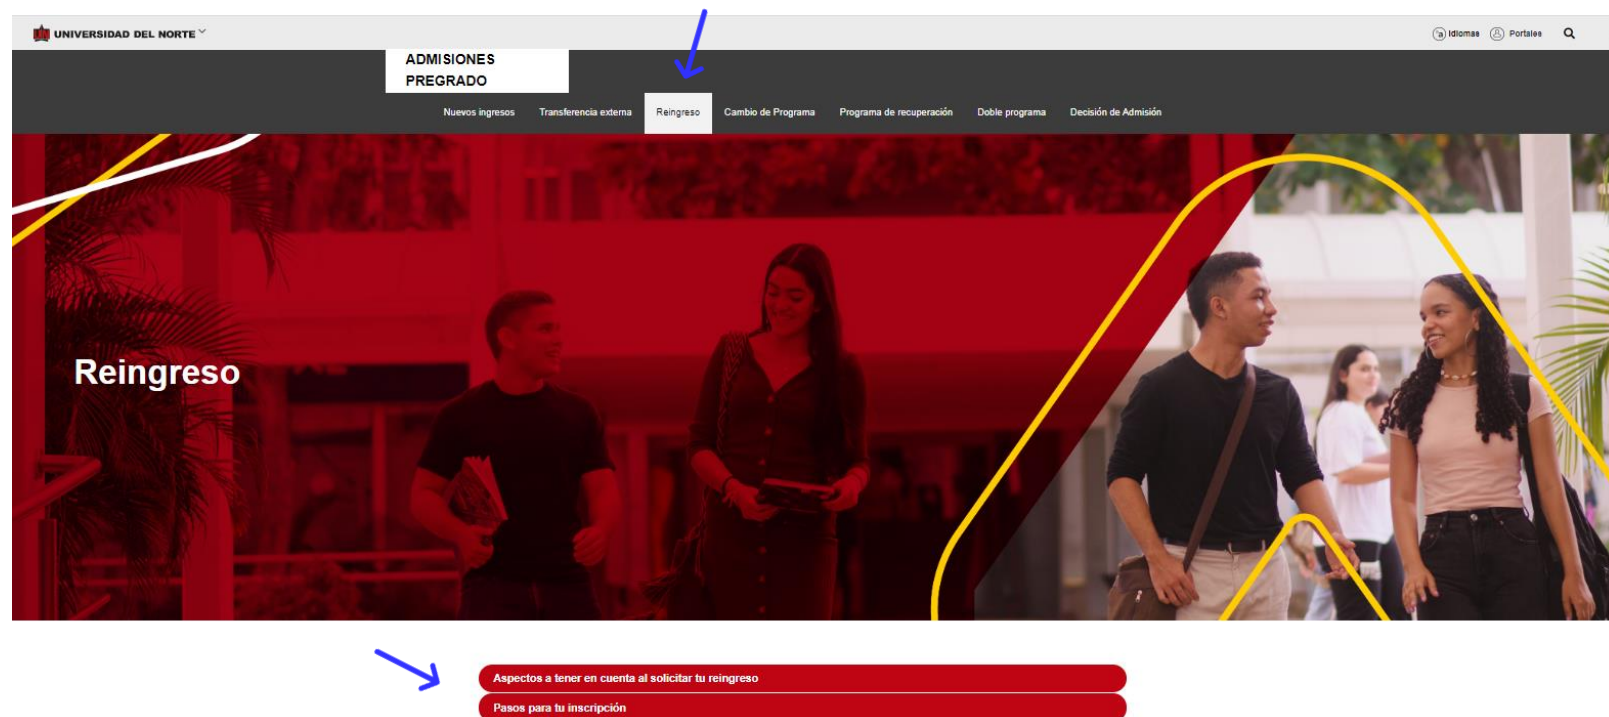 UNIVERSIDAD DEL NORTE
Idiomas Portales
ADMISIONES
PREGRADO
Nuevos ingresos Transferencia externa Reingreso Cambio de Programa Programa de recuperación Doble programa Decisión de Admisión
Reingreso
Aspectos a tener en cuenta al solicitar tu reingreso
Pasos para tu inscripción